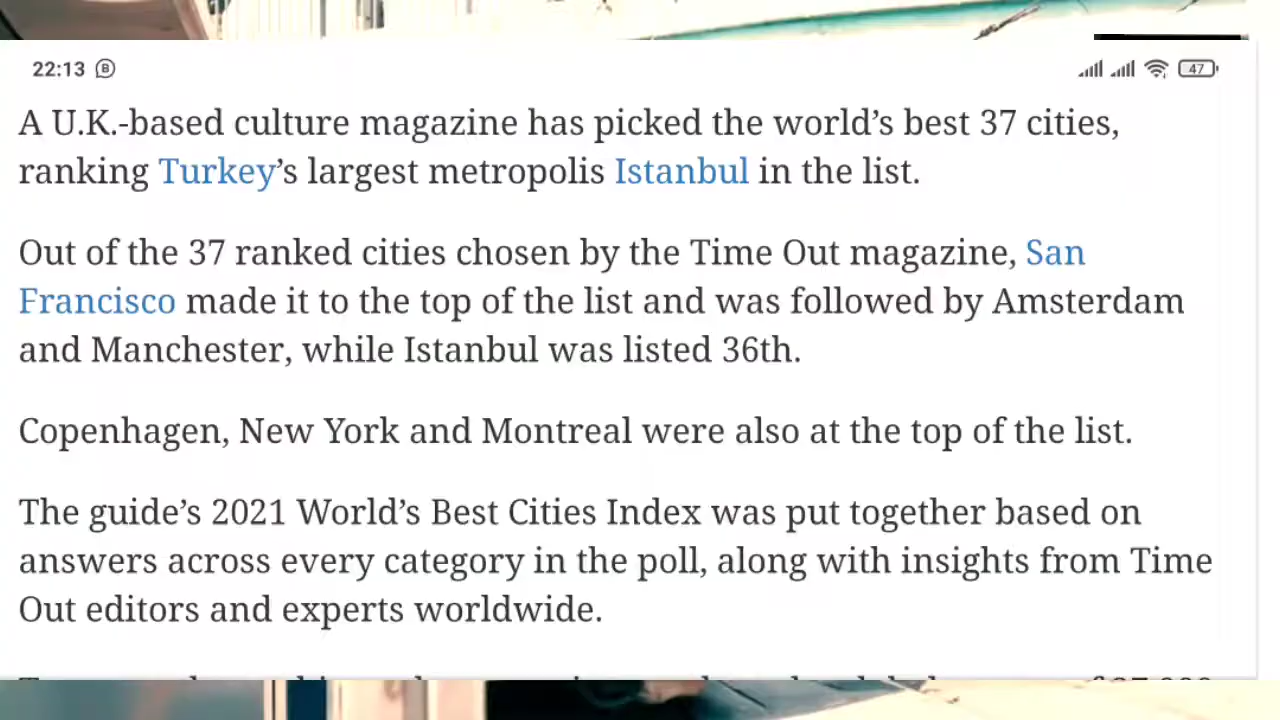 22:13
47
A U.K.-based culture magazine has picked the world’s best 37 cities,
ranking Turkey’s largest metropolis Istanbul in the list.
Out of the 37 ranked cities chosen by the Time Out magazine, San
Francisco made it to the top of the list and was followed by Amsterdam
and Manchester, while Istanbul was listed 36th.
Copenhagen, New York and Montreal were also at the top of the list.
The guide’s 2021 World’s Best Cities Index was put together based on
answers across every category in the poll, along with insights from Time
Out editors and experts worldwide.